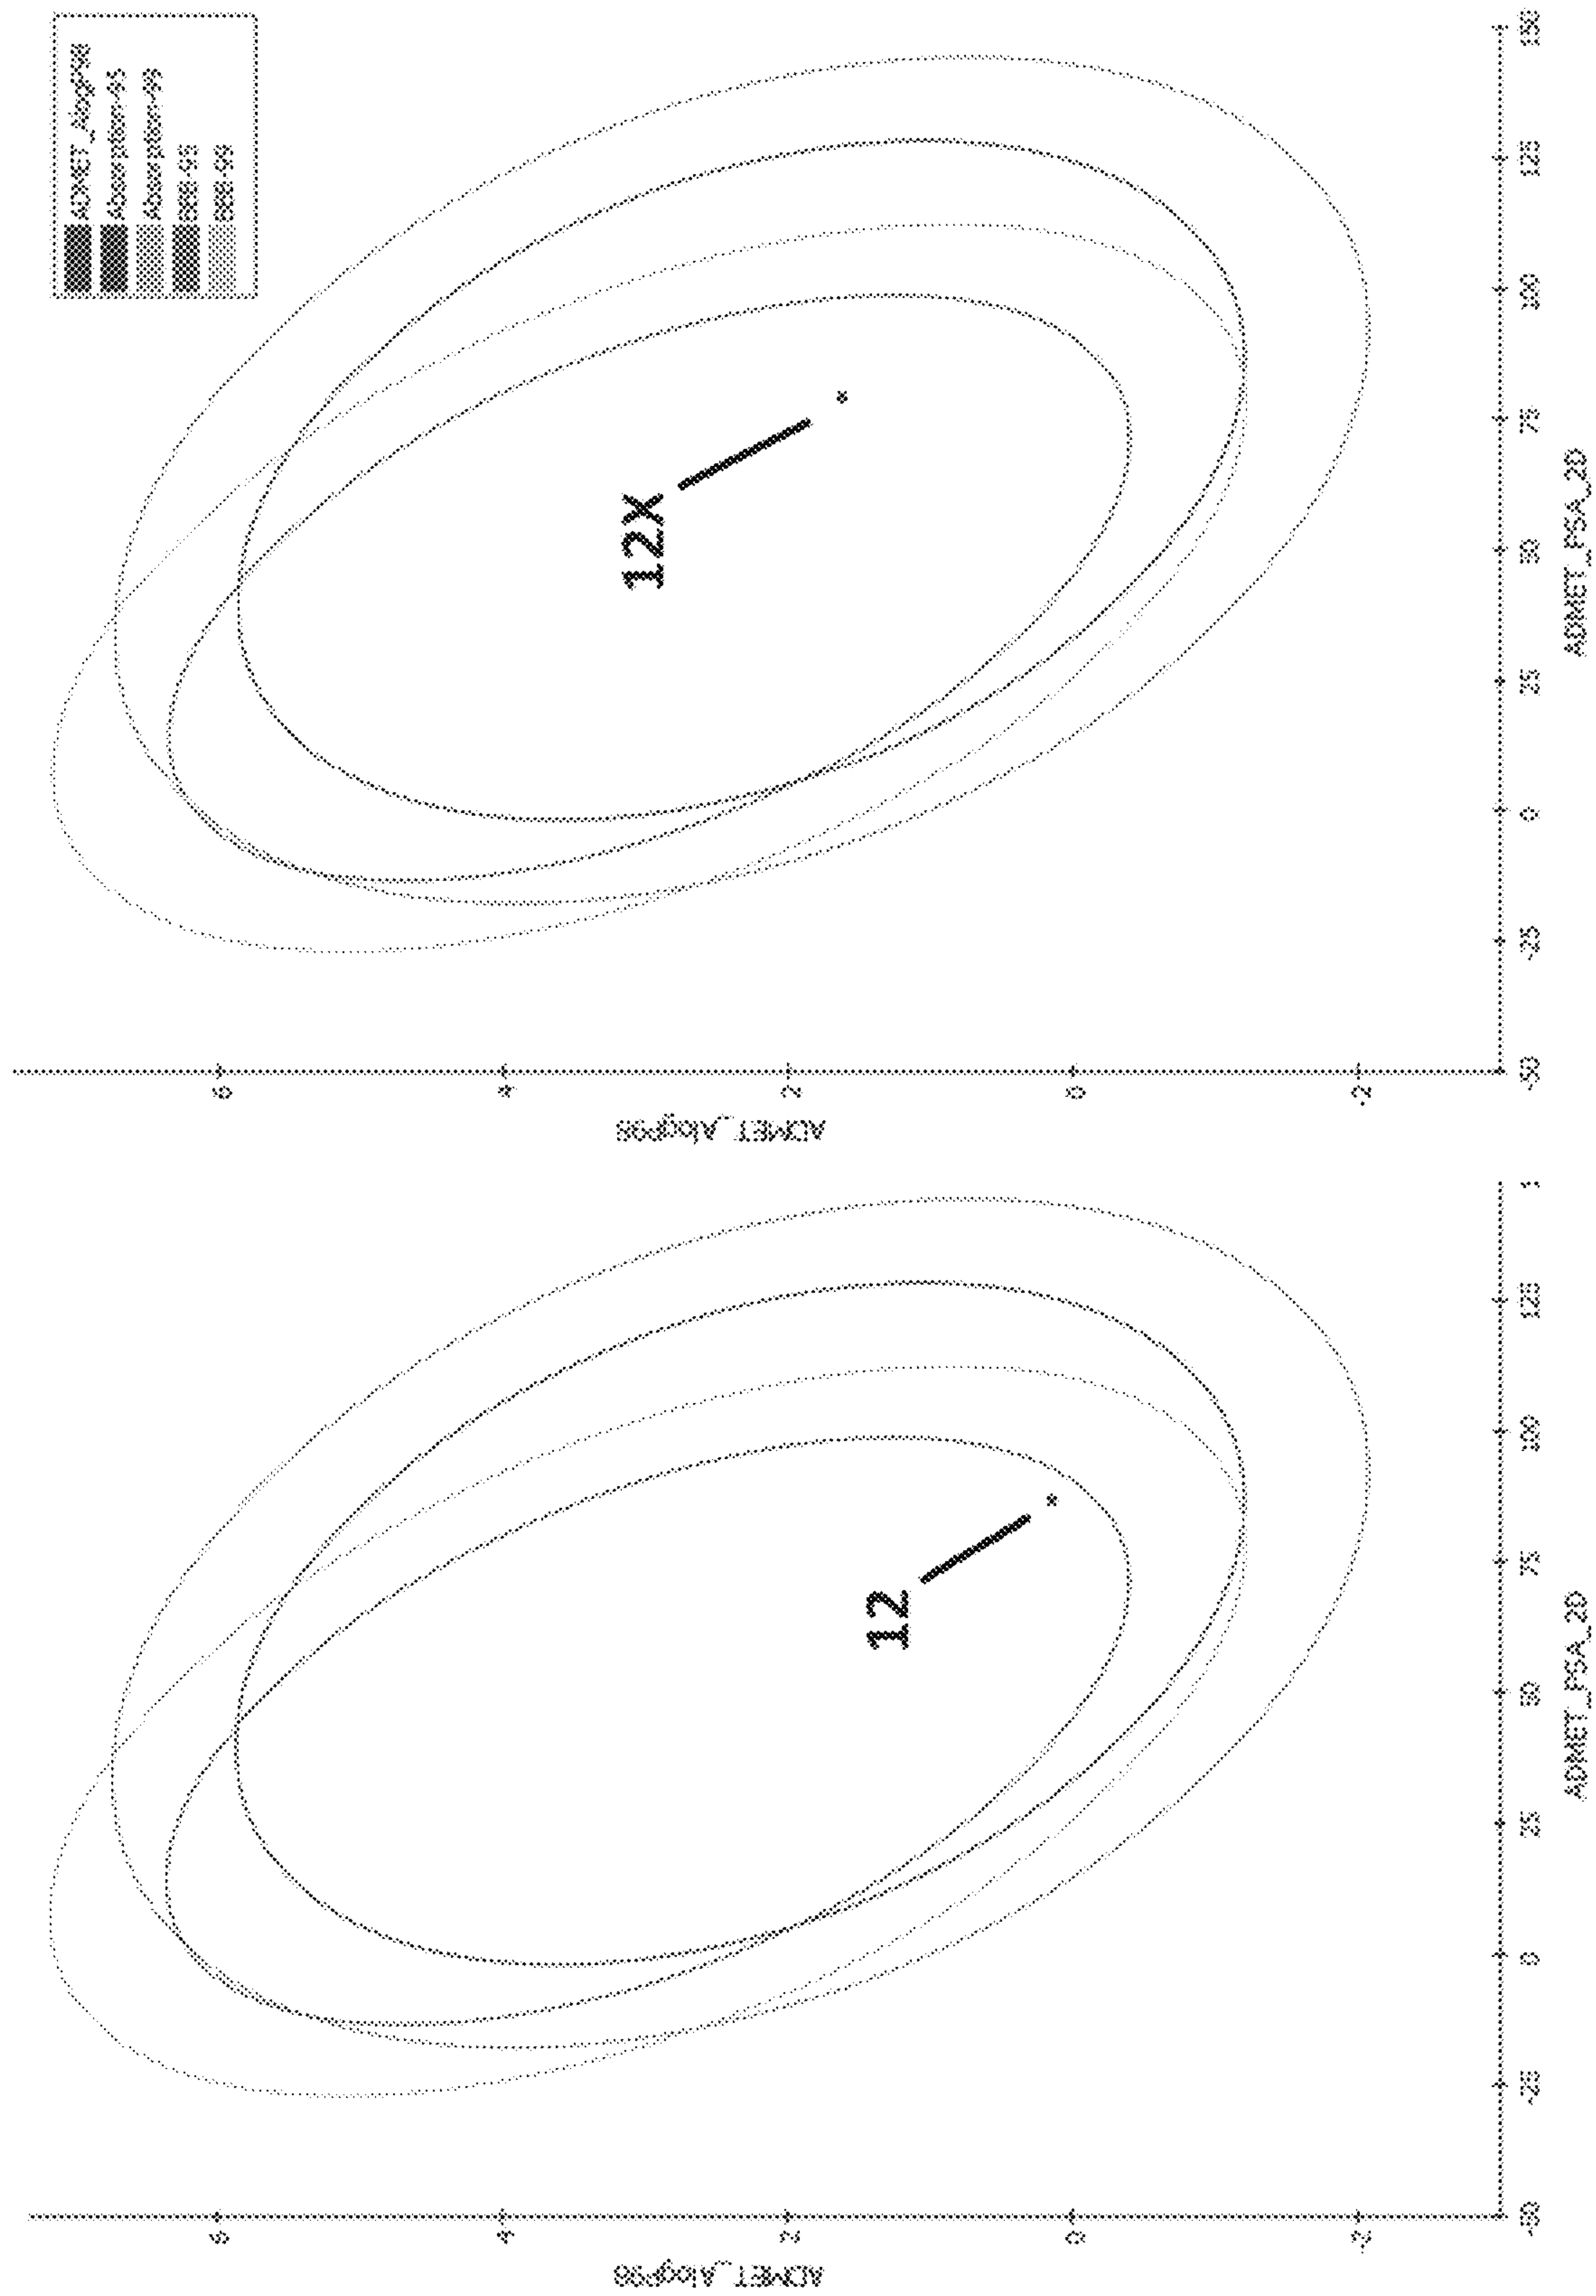 12
ADMET_AlogP98
6
4
2
0
-2
-50
-25
0
25
50
75
100
125
1
ADMET_PSA_2D
12X
ADMET_AlogP98
6
4
2
0
-2
-50
-25
0
25
50
75
100
125
150
ADMET_PSA_2D
ADMET_AlogP98
Absorption-95
Absorption-99
BBB-95
BBB-99